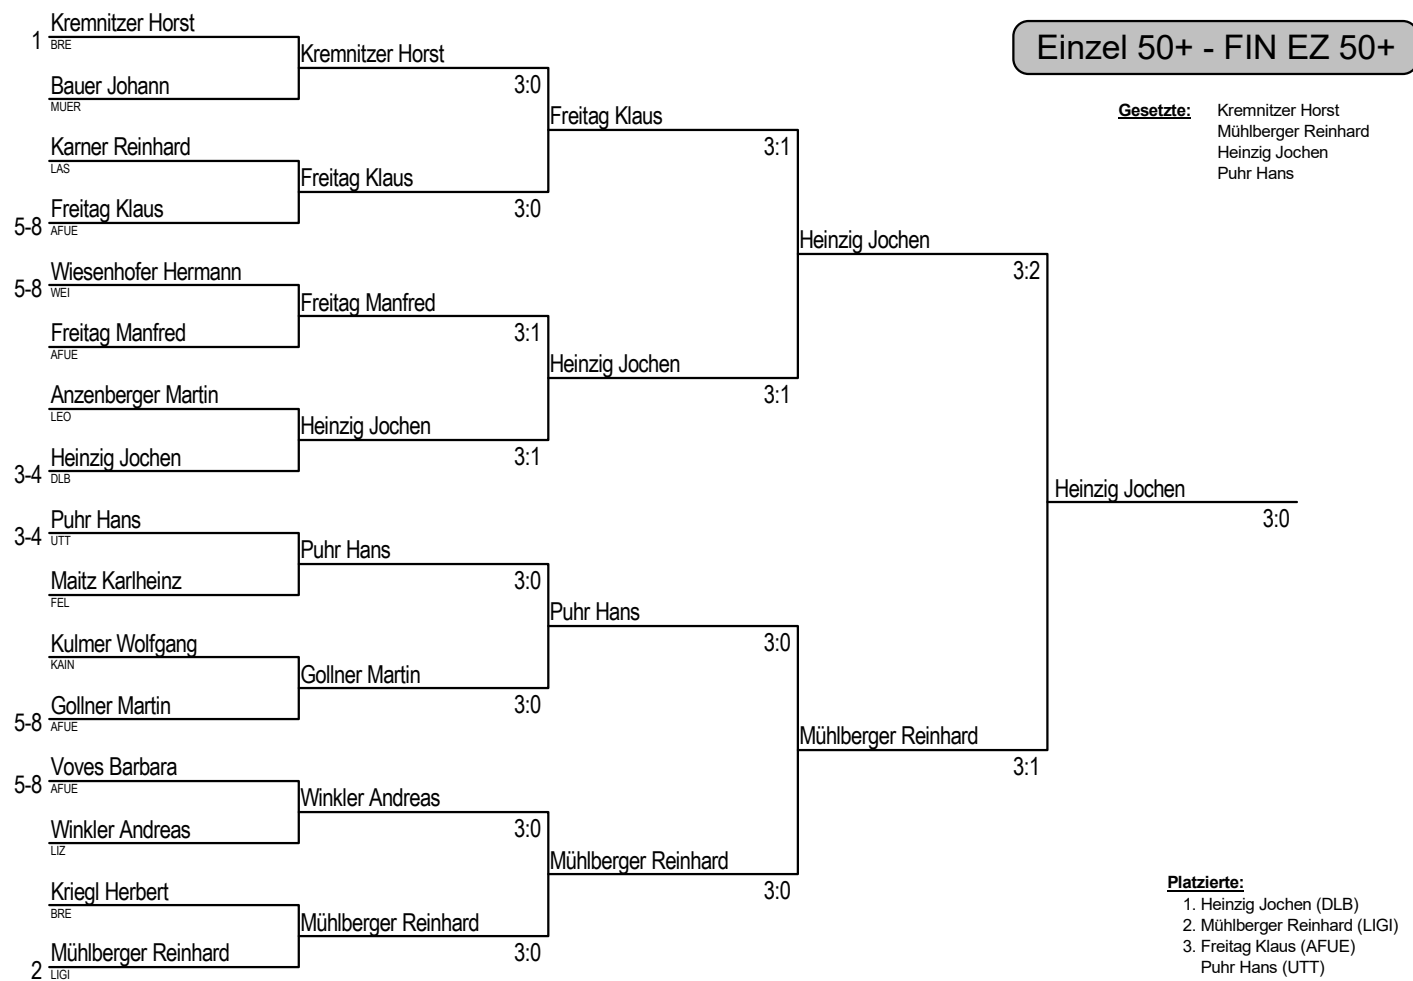 Einzel 50+ - FIN EZ 50+
Gesetzte: Kremnitzer Horst
Mühlberger Reinhard
Heinzig Jochen
Puhr Hans
Kremnitzer Horst
1 BRE
Bauer Johann
MUER
Karner Reinhard
LAS
Freitag Klaus
5-8 AFUE
Wiesenhofer Hermann
5-8 WEI
Freitag Manfred
AFUE
Anzenberger Martin
LEO
Heinzig Jochen
3-4 DLB
Puhr Hans
3-4 UTT
Maitz Karlheinz
FEL
Kulmer Wolfgang
KAIN
Gollner Martin
5-8 AFUE
Voves Barbara
5-8 AFUE
Winkler Andreas
LIZ
Kriegl Herbert
BRE
Mühlberger Reinhard
2 LIGI
Kremnitzer Horst
3:0
Freitag Klaus
3:0
Freitag Manfred
3:1
Heinzig Jochen
3:1
Puhr Hans
3:0
Gollner Martin
3:0
Winkler Andreas
3:0
Mühlberger Reinhard
3:0
Freitag Klaus
3:1
Heinzig Jochen
3:1
Puhr Hans
3:0
Mühlberger Reinhard
3:0
Heinzig Jochen
3:2
Mühlberger Reinhard
3:1
Heinzig Jochen
3:0
Platzierte:
1. Heinzig Jochen (DLB)
2. Mühlberger Reinhard (LIGI)
3. Freitag Klaus (AFUE)
Puhr Hans (UTT)